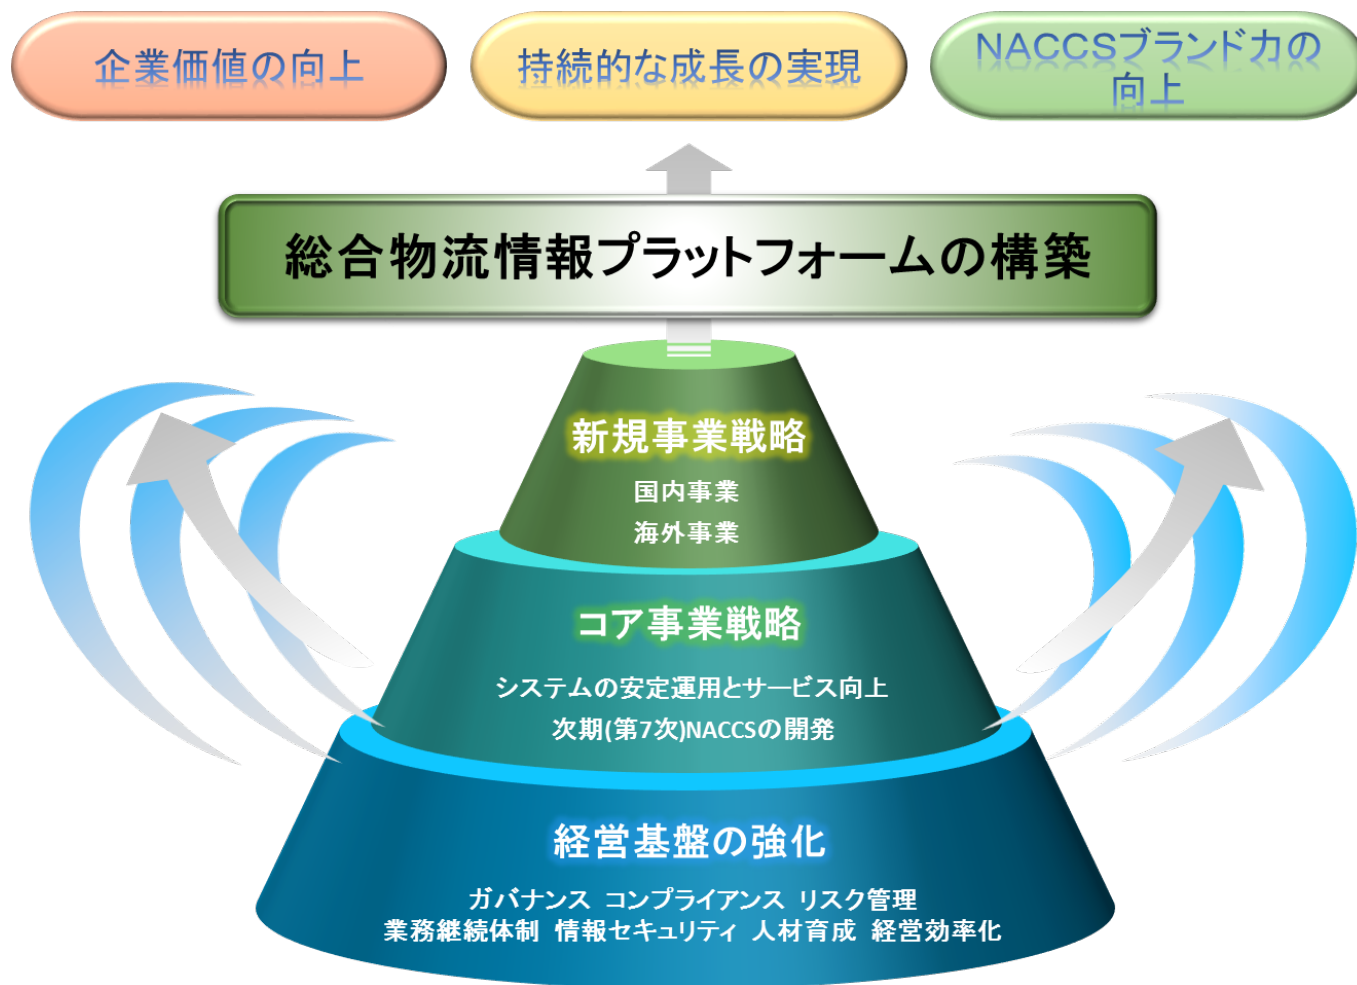 企業価値の向上
持続的な成長の実現
NACCSブランド力の
向上
総合物流情報プラットフォームの構築
新規事業戦略
国内事業
海外事業
コア事業戦略
システムの安定運用とサービス向上
次期(第7次)NACCSの開発
経営基盤の強化
ガバナンス コンプライアンス リスク管理
業務継続体制 情報セキュリティ 人材育成 経営効率化